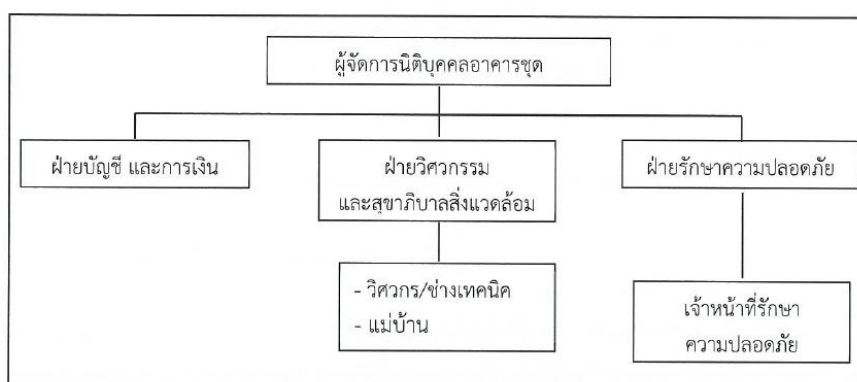 ผู้จัดการนิติบุคคลอาคารชุด
ฝ่ายบัญชี และการเงิน
ฝ่ายวิศวกรรม
และสุขาภิบาลสิ่งแวดล้อม
ฝ่ายรักษาความปลอดภัย
- วิศวกร/ช่างเทคนิค
- แม่บ้าน
เจ้าหน้าที่รักษา
ความปลอดภัย